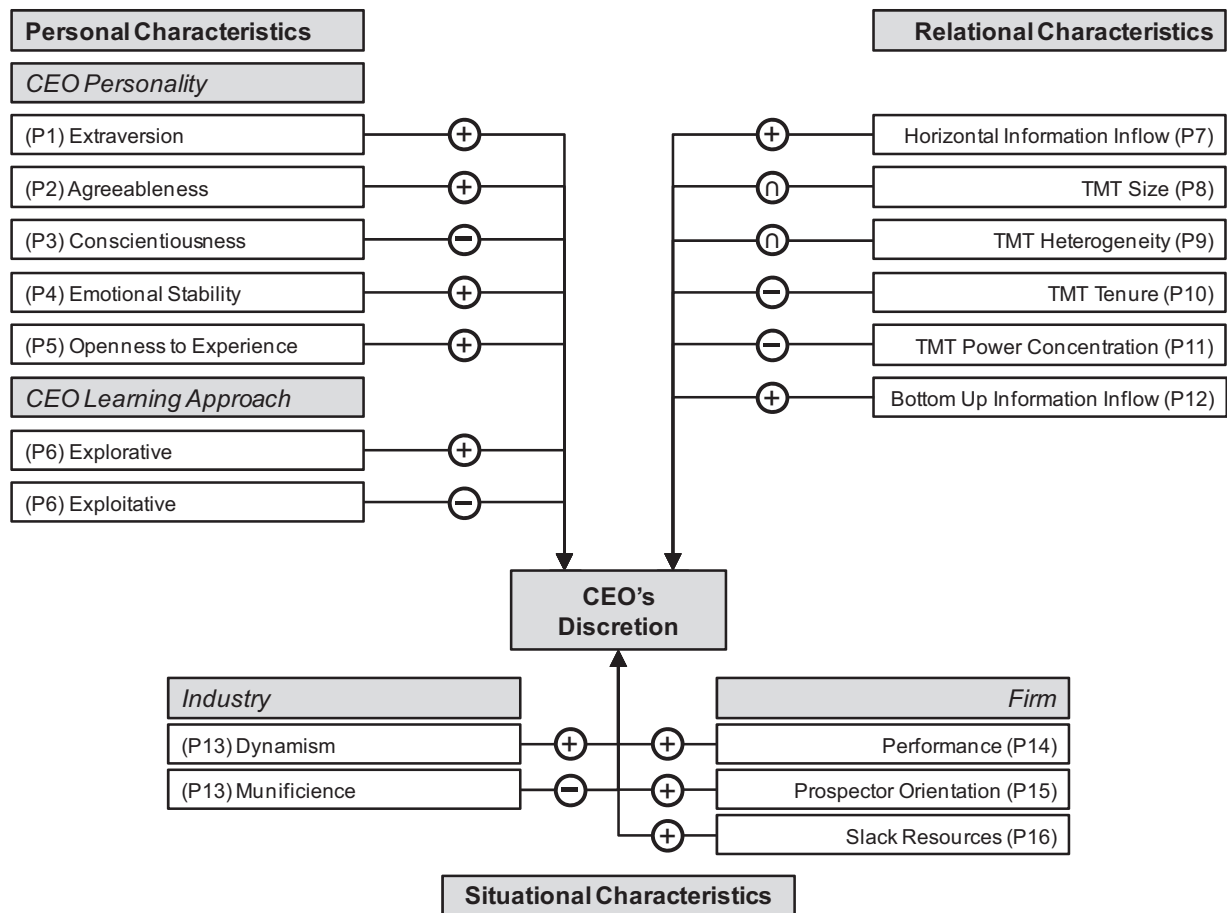 Personal Characteristics
CEO Personality
(P1) Extraversion
+
(P2) Agreeableness
+
(P3) Conscientiousness
−
(P4) Emotional Stability
+
(P5) Openness to Experience
+
CEO Learning Approach
(P6) Explorative
+
(P6) Exploitative
−
Relational Characteristics
+
Horizontal Information Inflow (P7)
∩
TMT Size (P8)
∩
TMT Heterogeneity (P9)
−
TMT Tenure (P10)
−
TMT Power Concentration (P11)
+
Bottom Up Information Inflow (P12)
CEO's
Discretion
Industry
(P13) Dynamism
+
(P13) Munificience
−
Firm
+
Performance (P14)
+
Prospector Orientation (P15)
+
Slack Resources (P16)
Situational Characteristics